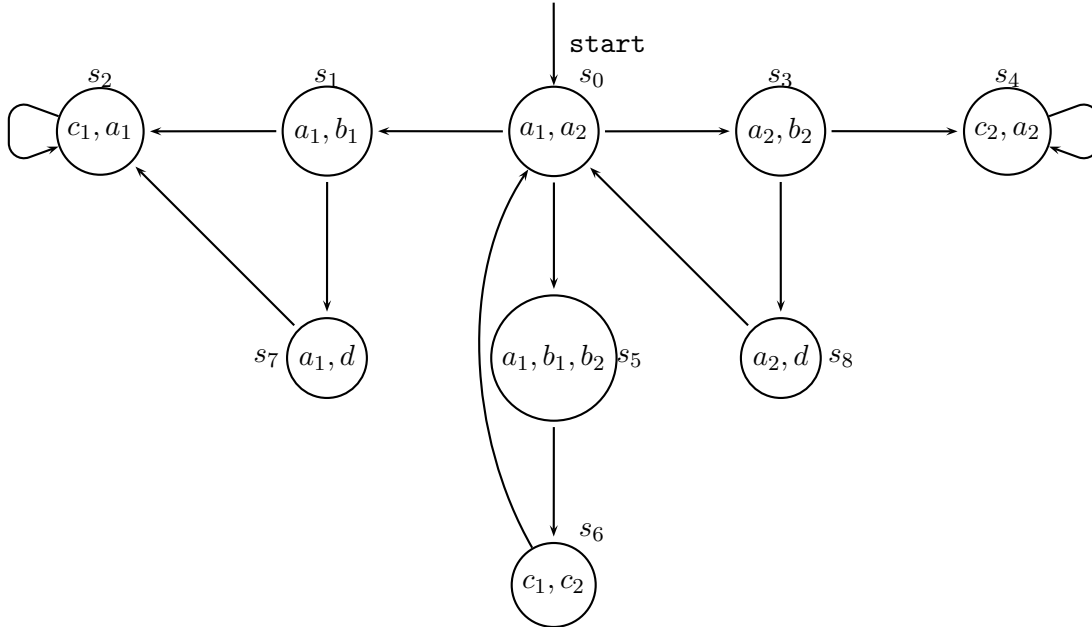 start
s₂ s₁ s₀ s₃ s₄
c₁, a₁ a₁, b₁ a₁, a₂ a₂, b₂ c₂, a₂
s₇ a₁, d a₁, b₁, b₂ s₅ a₂, d s₈
s₆
c₁, c₂